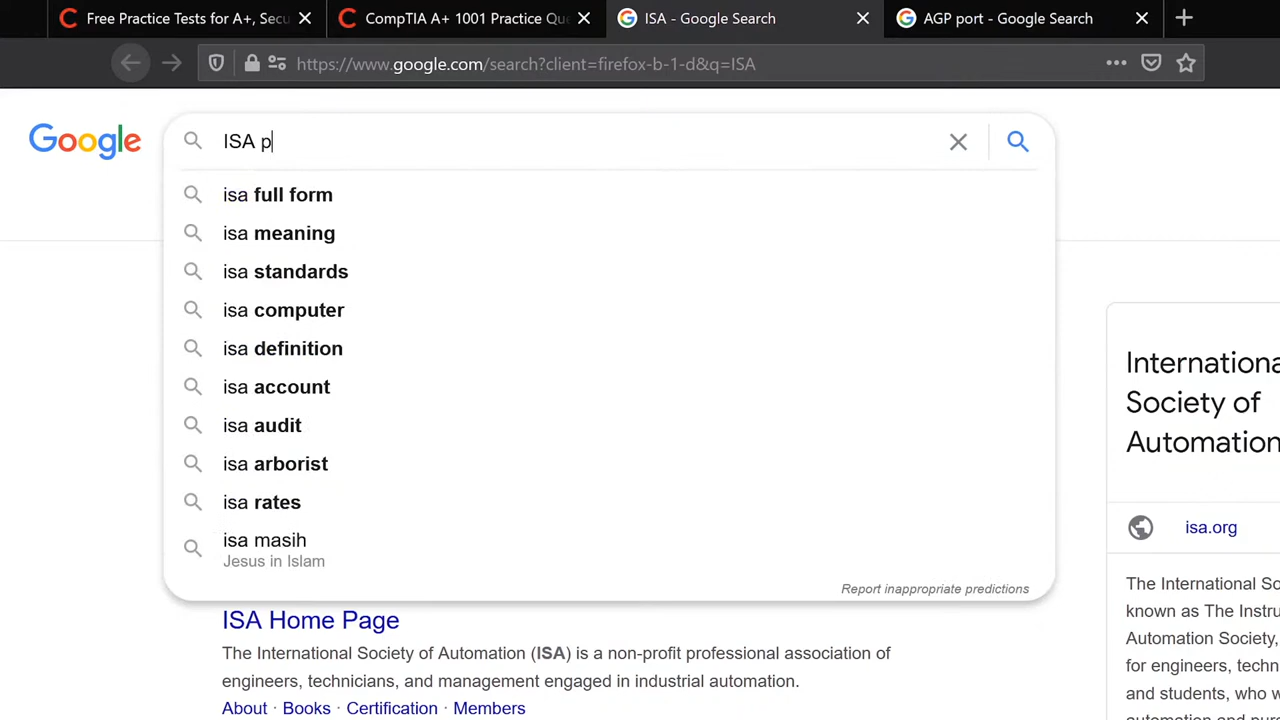 Free Practice Tests for A+, Secu
CompTIA A+ 1001 Practice Que
ISA - Google Search
AGP port - Google Search
https://www.google.com/search?client=firefox-b-1-d&q=ISA
Google
ISA p
isa full form
isa meaning
isa standards
isa computer
isa definition
isa account
isa audit
isa arborist
isa rates
isa masih
Jesus in Islam
Report inappropriate predictions
ISA Home Page
The International Society of Automation (ISA) is a non-profit professional association of
engineers, technicians, and management engaged in industrial automation.
About · Books · Certification · Members
Internationa
Society of
Automation
isa.org
The International So
known as The Instru
Automation Society,
for engineers, techn
and students, who w
automation and purs